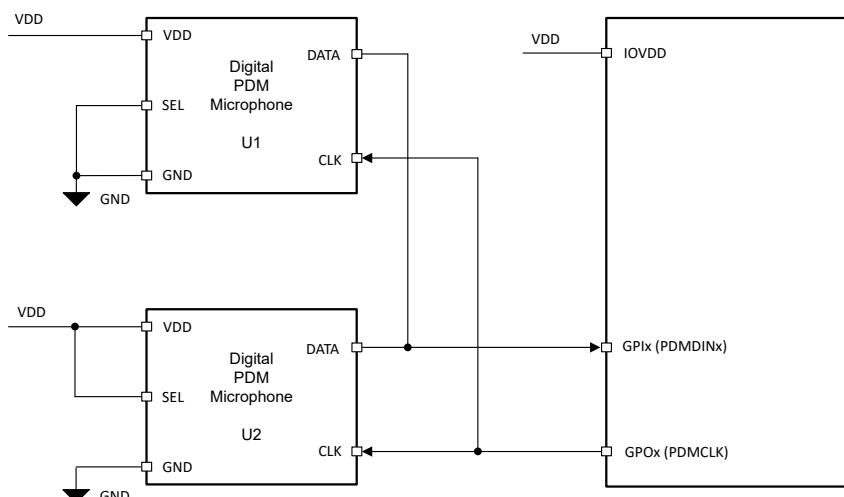 VDD
VDD
SEL
GND
Digital
PDM
Microphone
U1
DATA
CLK
GND
VDD
IOVDD
VDD
VDD
SEL
GND
Digital
PDM
Microphone
U2
DATA
CLK
GND
GPIx (PDMDINx)
GPOx (PDMCLK)